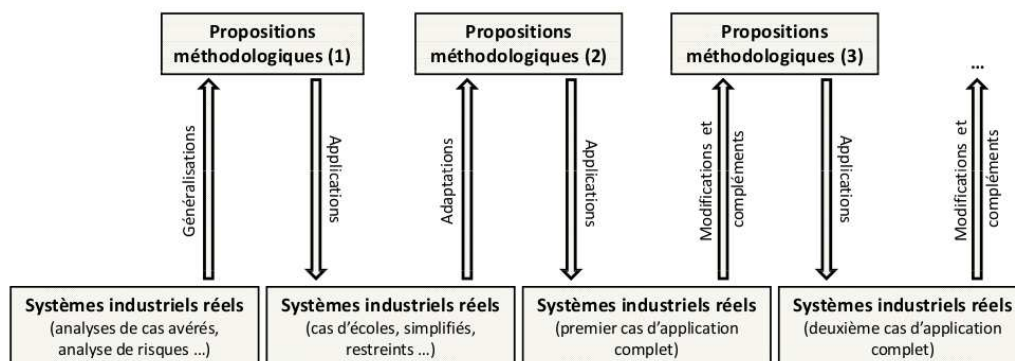 Propositions
méthodologiques (1)
Propositions
méthodologiques (2)
Propositions
méthodologiques (3)
...
Généralisations
Applications
Adaptations
Applications
Modifications et
compléments
Applications
Modifications et
compléments
Systèmes industriels réels
(analyses de cas avérés,
analyse de risques ...)
Systèmes industriels réels
(cas d'écoles, simplifiés,
restreints ...)
Systèmes industriels réels
(premier cas d'application
complet)
Systèmes industriels réels
(deuxième cas d'application
complet)